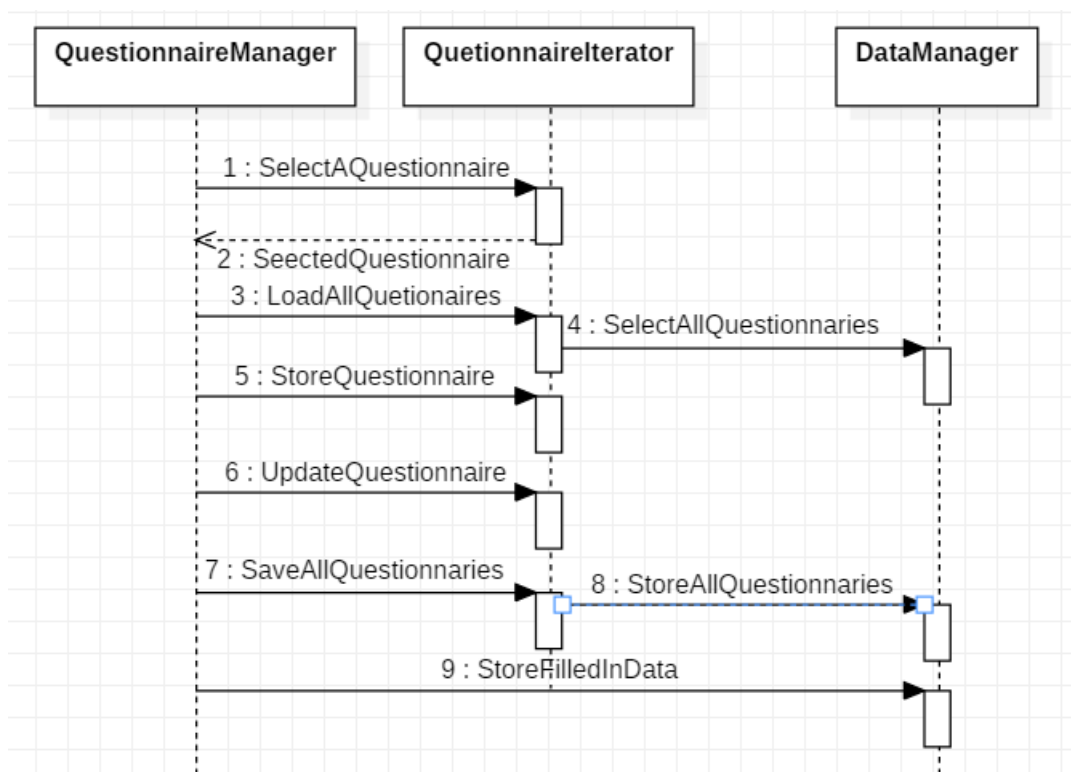 QuestionnaireManager
QuetionnaireIterator
DataManager
1 : SelectAQuestionnaire
2 : SeectedQuestionnaire
3 : LoadAllQuetionaires
4 : SelectAllQuestionnaries
5 : StoreQuestionnaire
6 : UpdateQuestionnaire
7 : SaveAllQuestionnaries
8 : StoreAllQuestionnaries
9 : StoreFilledInData